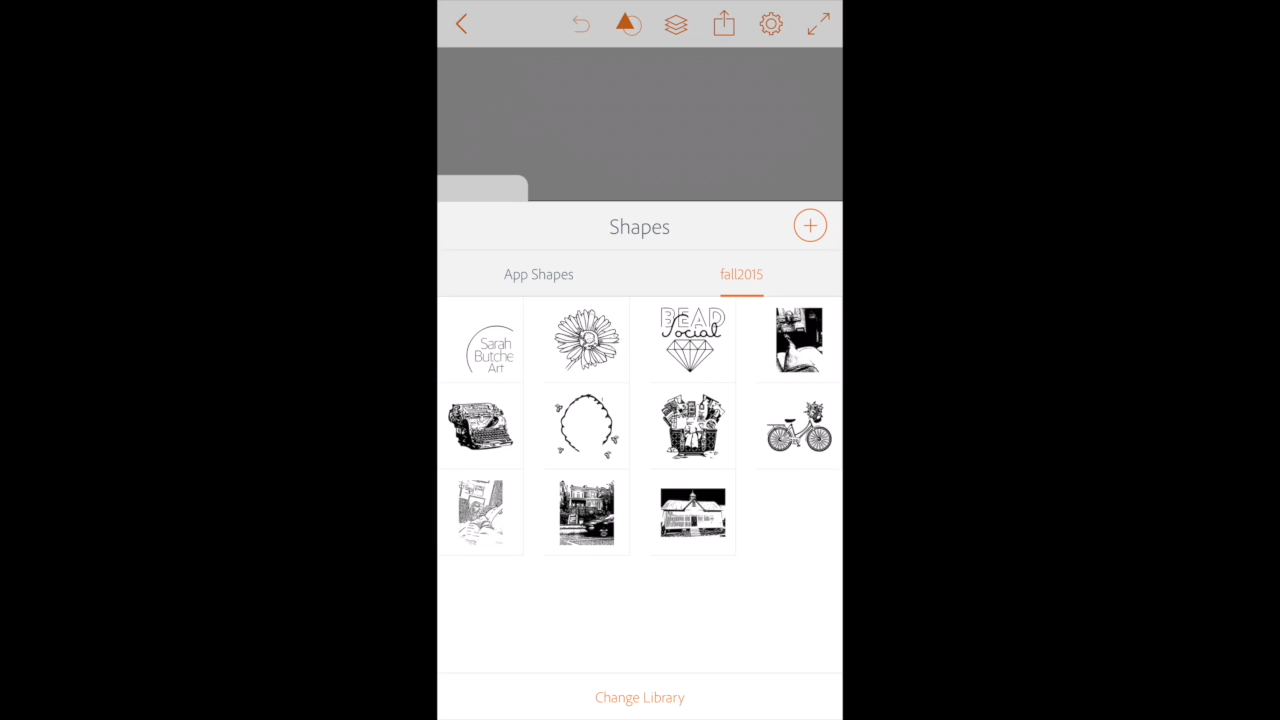 Shapes
App Shapes
fall2015
Sarah
Butche
Art
BEAD
Social
Change Library